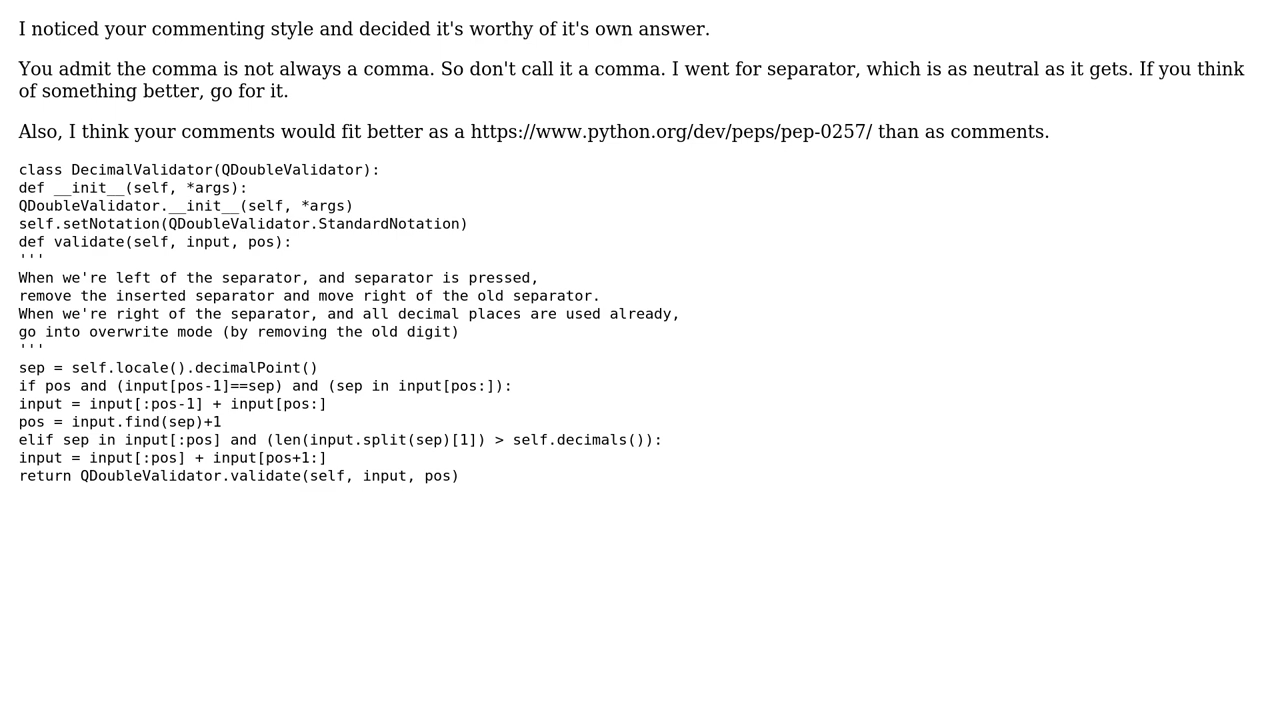 I noticed your commenting style and decided it's worthy of it's own answer.
You admit the comma is not always a comma. So don't call it a comma. I went for separator, which is as neutral as it gets. If you think
of something better, go for it.
Also, I think your comments would fit better as a https://www.python.org/dev/peps/pep-0257/ than as comments.
class DecimalValidator(QDoubleValidator):
def __init__(self, *args):
QDoubleValidator.__init__(self, *args)
self.setNotation(QDoubleValidator.StandardNotation)
def validate(self, input, pos):
'''
When we're left of the separator, and separator is pressed,
remove the inserted separator and move right of the old separator.
When we're right of the separator, and all decimal places are used already,
go into overwrite mode (by removing the old digit)
'''
sep = self.locale().decimalPoint()
if pos and (input[pos-1]==sep) and (sep in input[pos:]):
input = input[:pos-1] + input[pos:]
pos = input.find(sep)+1
elif sep in input[:pos] and (len(input.split(sep)[1]) > self.decimals()):
input = input[:pos] + input[pos+1:]
return QDoubleValidator.validate(self, input, pos)